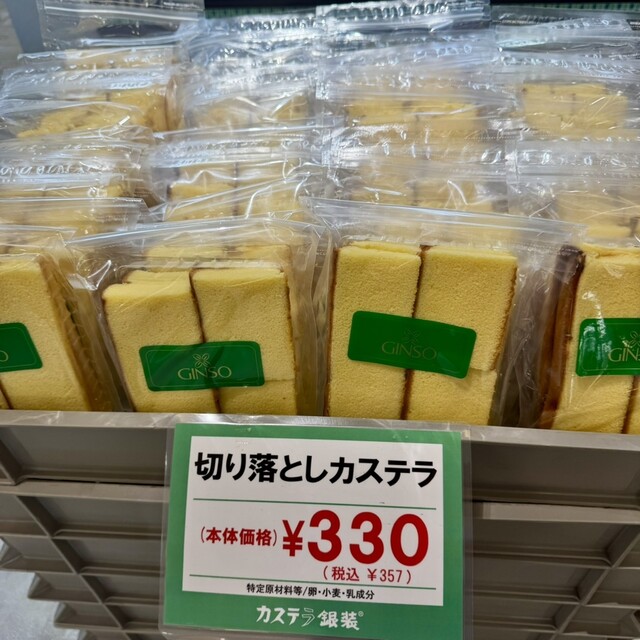 GINSO
GINSO
GINSO
GINSO
切り落としカステラ
(本体価格)¥330
(税込 ¥357)
特定原材料等/卵・小麦・乳成分
カステラ銀装®